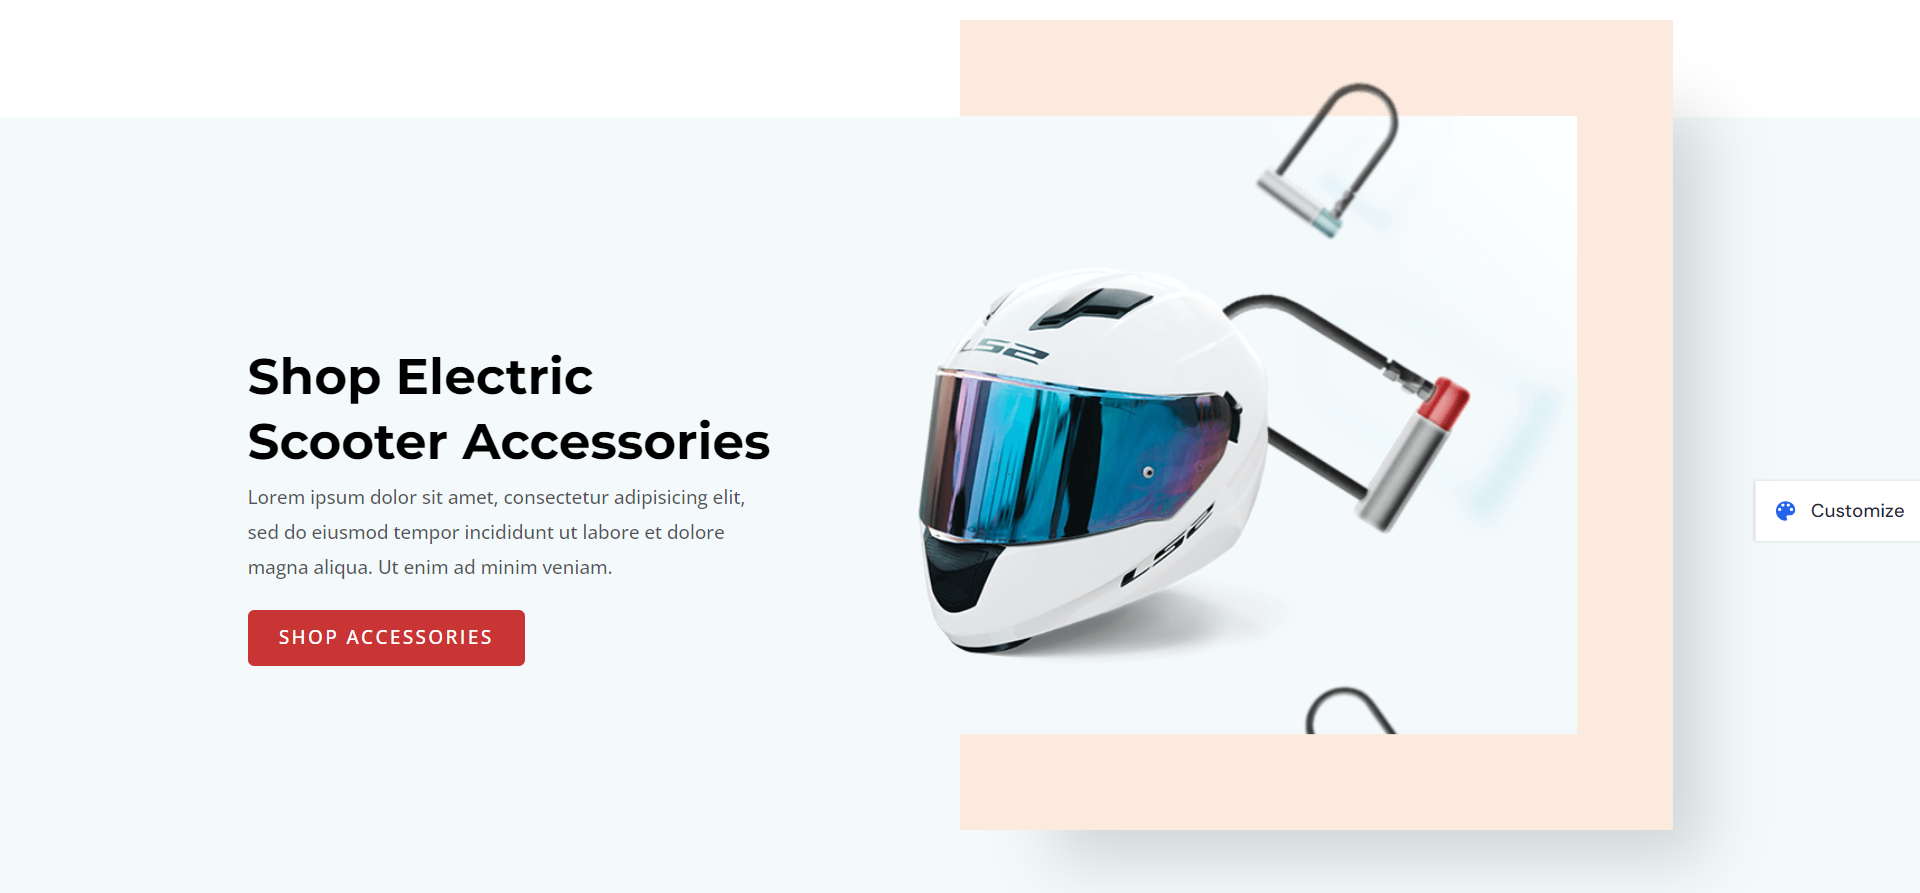 Shop Electric
Scooter Accessories
Lorem ipsum dolor sit amet, consectetur adipisicing elit,
sed do eiusmod tempor incididunt ut labore et dolore
magna aliqua. Ut enim ad minim veniam.
SHOP ACCESSORIES
LS2
LS2
Customize